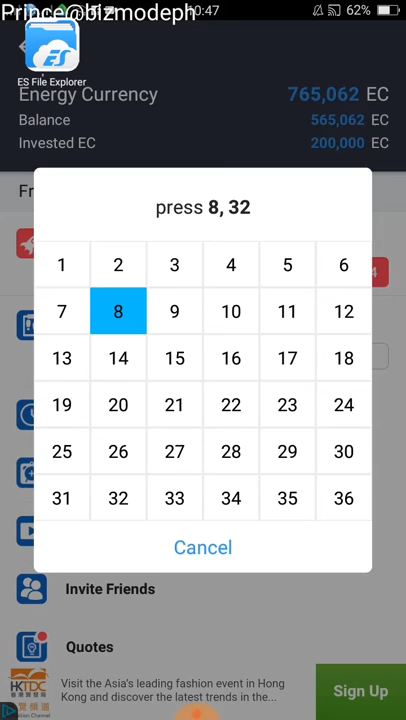 Prince@bizmodeph
10:47
62%
ES File Explorer
Energy Currency 765,062 EC
Balance 565,062 EC
Invested EC 200,000 EC
Fr
press 8, 32
1 2 3 4 5 6
7 8 9 10 11 12
13 14 15 16 17 18
19 20 21 22 23 24
25 26 27 28 29 30
31 32 33 34 35 36
Cancel
Invite Friends
Quotes
HKTDC
Visit the Asia's leading fashion event in Hong
Kong and discover the latest trends in the...
Sign Up